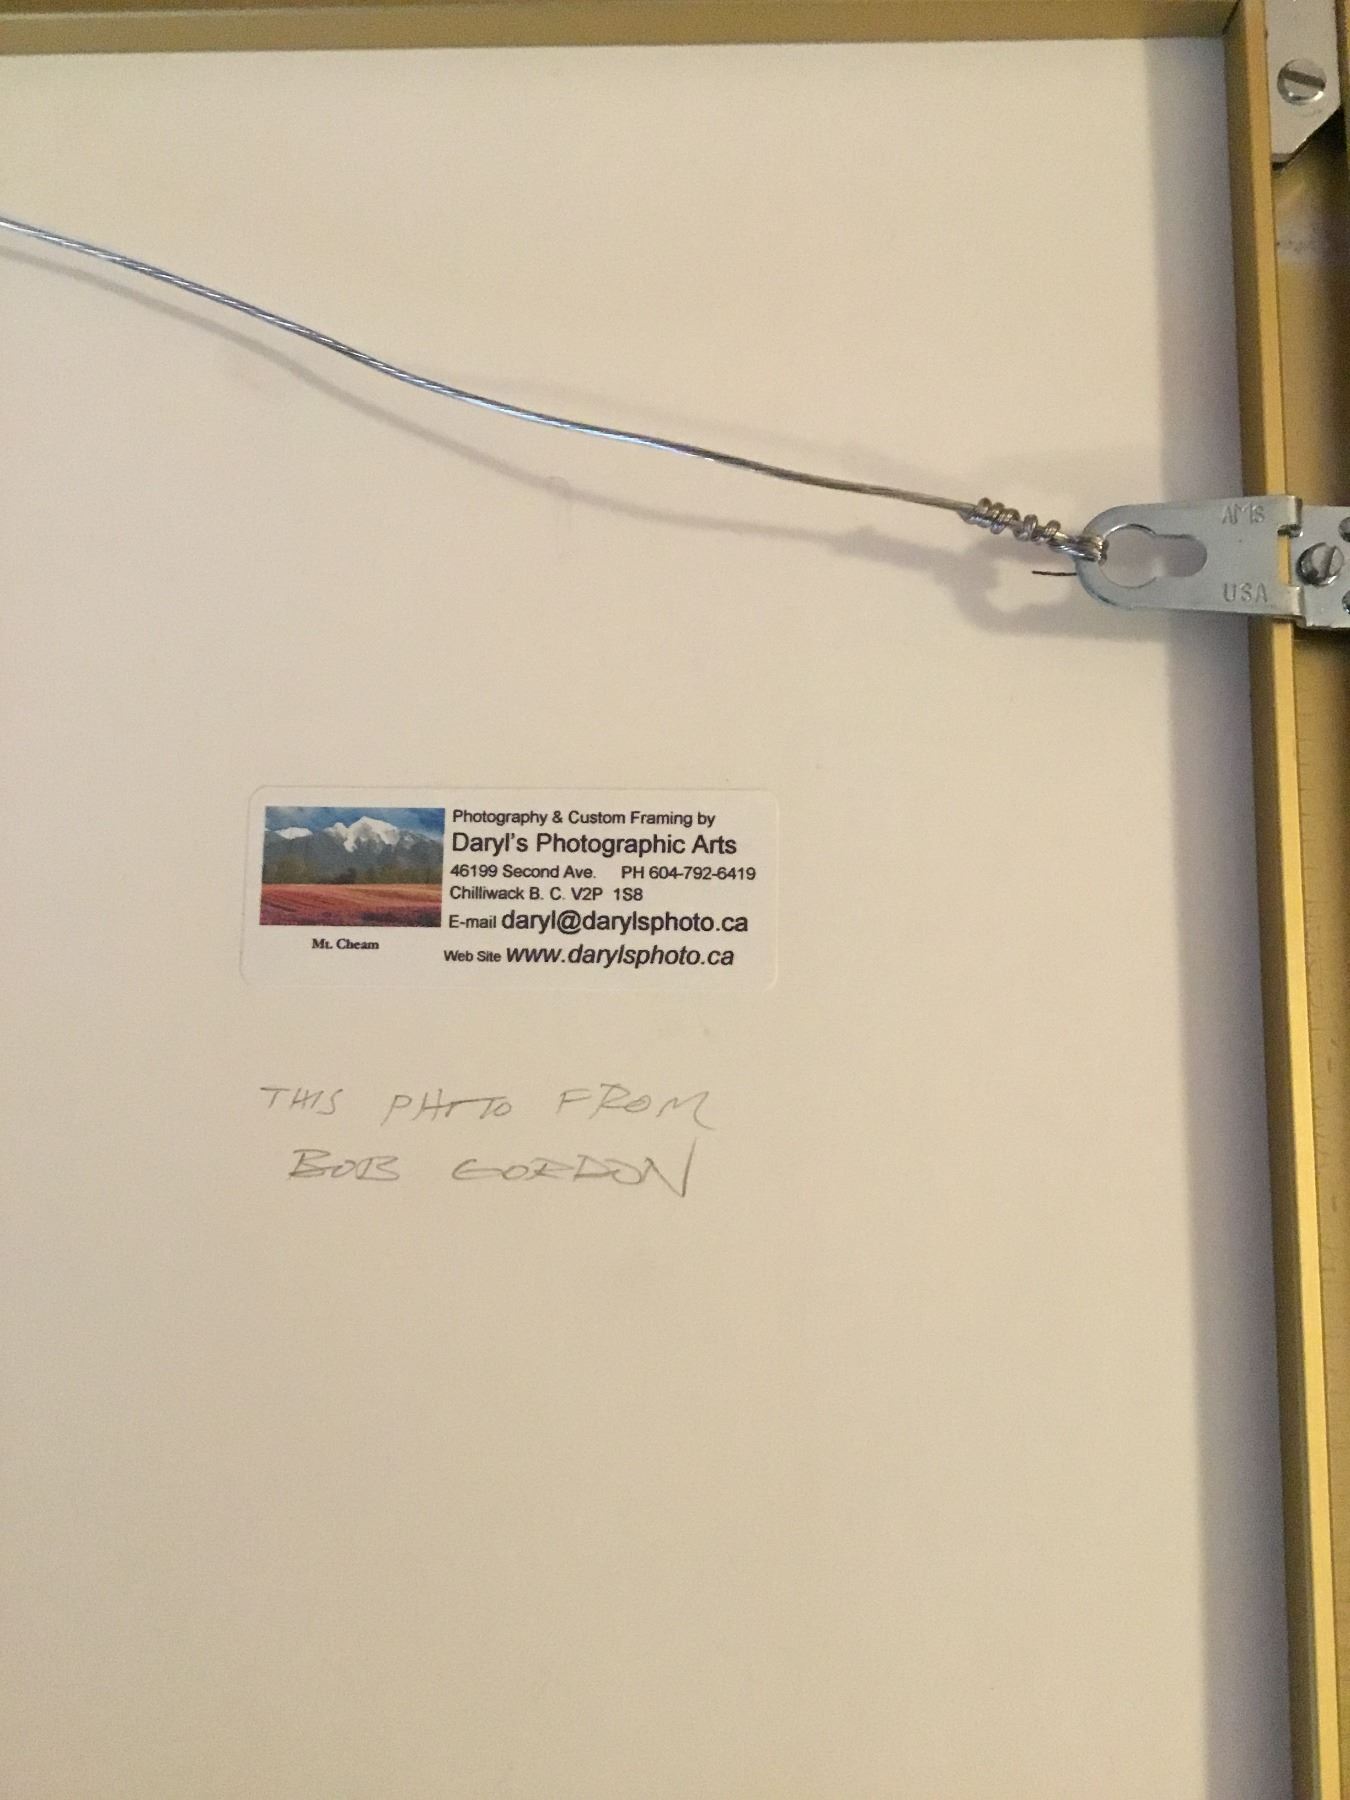 AMS
USA
Photography & Custom Framing by
Daryl's Photographic Arts
46199 Second Ave. PH 604-792-6419
Chilliwack B. C. V2P 1S8
E-mail daryl@darylsphoto.ca
Web Site www.darylsphoto.ca
Mt. Cheam
THIS PHOTO FROM
BOB GORDON